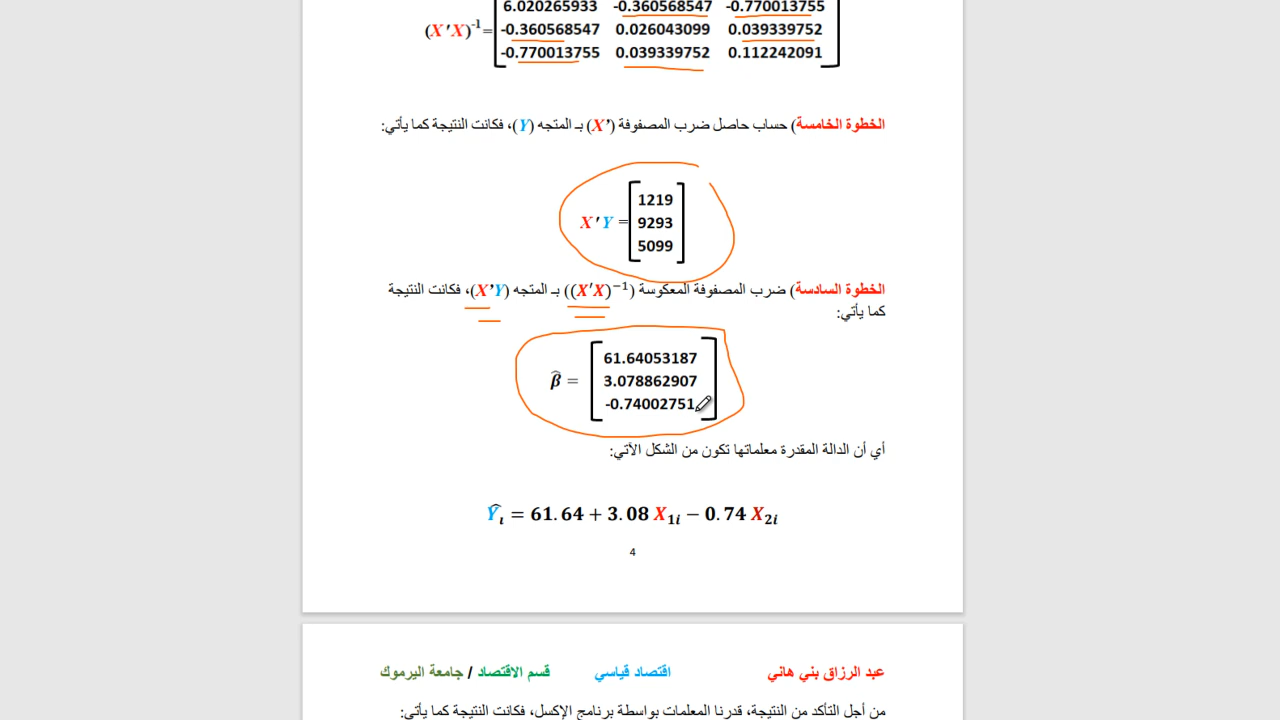 6.020265933 -0.360568547 -0.770013755
(X′X)⁻¹= -0.360568547 0.026043099 0.039339752
-0.770013755 0.039339752 0.112242091
الخطوة الخامسة) حساب حاصل ضرب المصفوفة (X′) بـ المتجه (Y)، فكانت النتيجة كما يأتي:
1219
X′Y = 9293
5099
الخطوة السادسة) ضرب المصفوفة المعكوسة ((X′X)⁻¹) بـ المتجه (X′Y)، فكانت النتيجة
كما يأتي:
61.64053187
β̂ = 3.078862907
-0.74002751
أي أن الدالة المقدرة معلماتها تكون من الشكل الآتي:
Ŷᵢ = 61.64 + 3.08 X₁ᵢ − 0.74 X₂ᵢ
4
عبد الرزاق بني هاني اقتصاد قياسي قسم الاقتصاد / جامعة اليرموك
من أجل التأكد من النتيجة، قدرنا المعلمات بواسطة برنامج الإكسل، فكانت النتيجة كما يأتي: